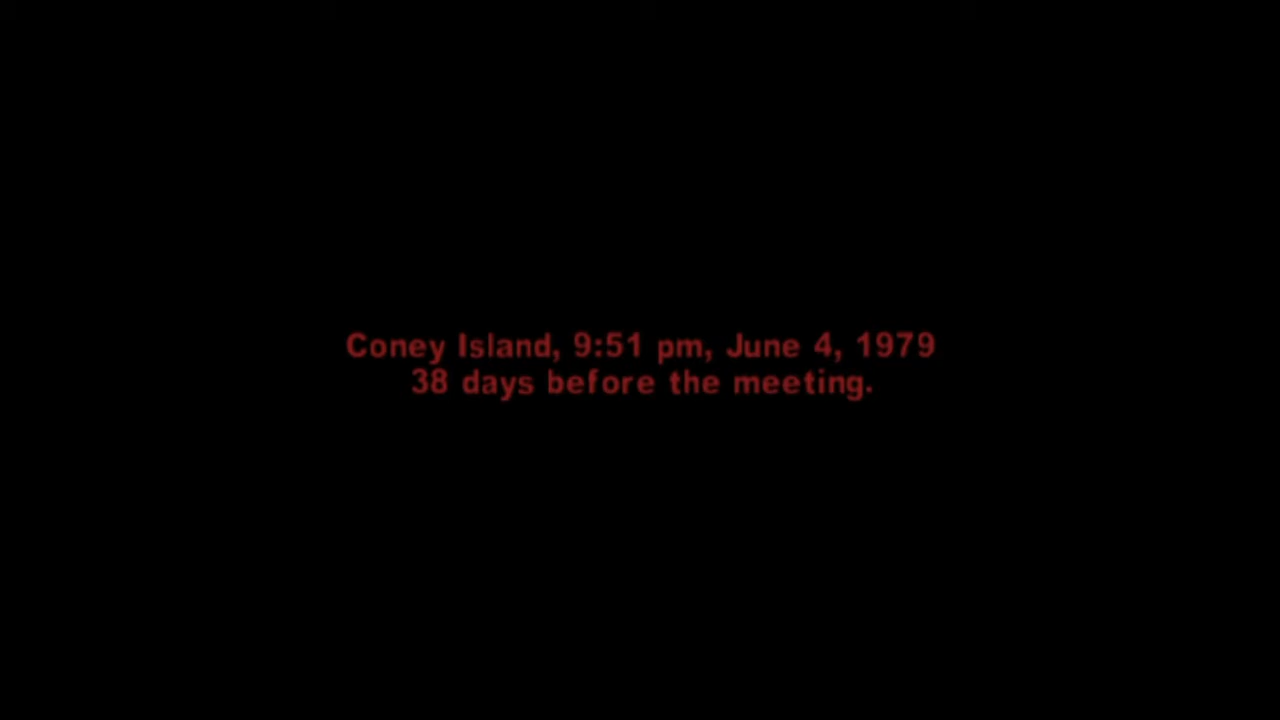 Coney Island, 9:51 pm, June 4, 1979
38 days before the meeting.